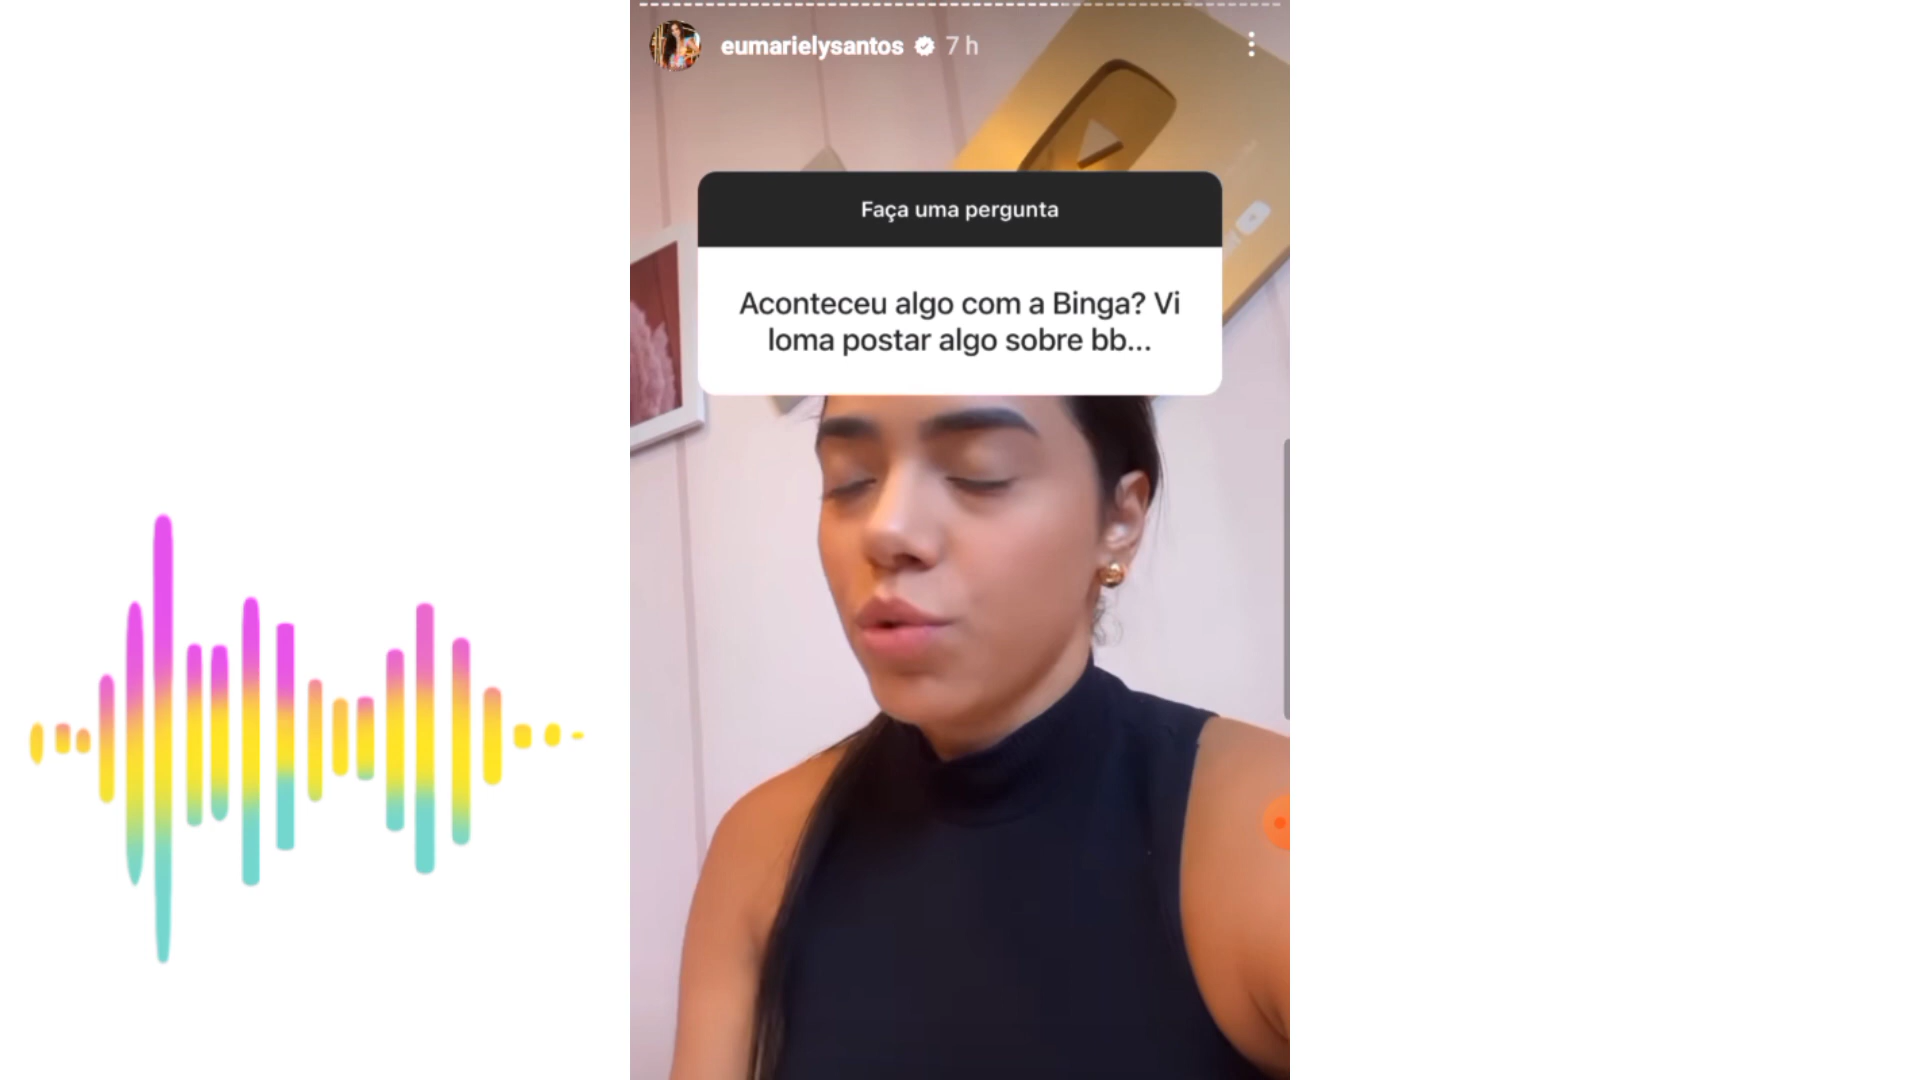 eumarielysantos 7 h
Faça uma pergunta
Aconteceu algo com a Binga? Vi
loma postar algo sobre bb...